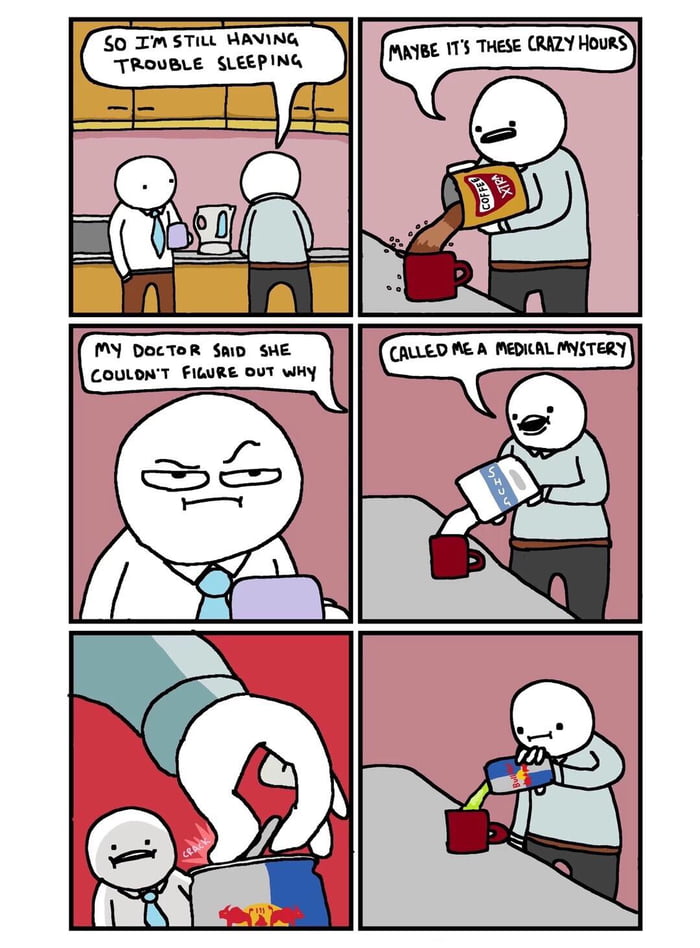 SO I'M STILL HAVING
TROUBLE SLEEPING
MAYBE IT'S THESE CRAZY HOURS
COFFEE
XTRA
MY DOCTOR SAID SHE
COULDN'T FIGURE OUT WHY
CALLED ME A MEDICAL MYSTERY
SHUG
CRACK